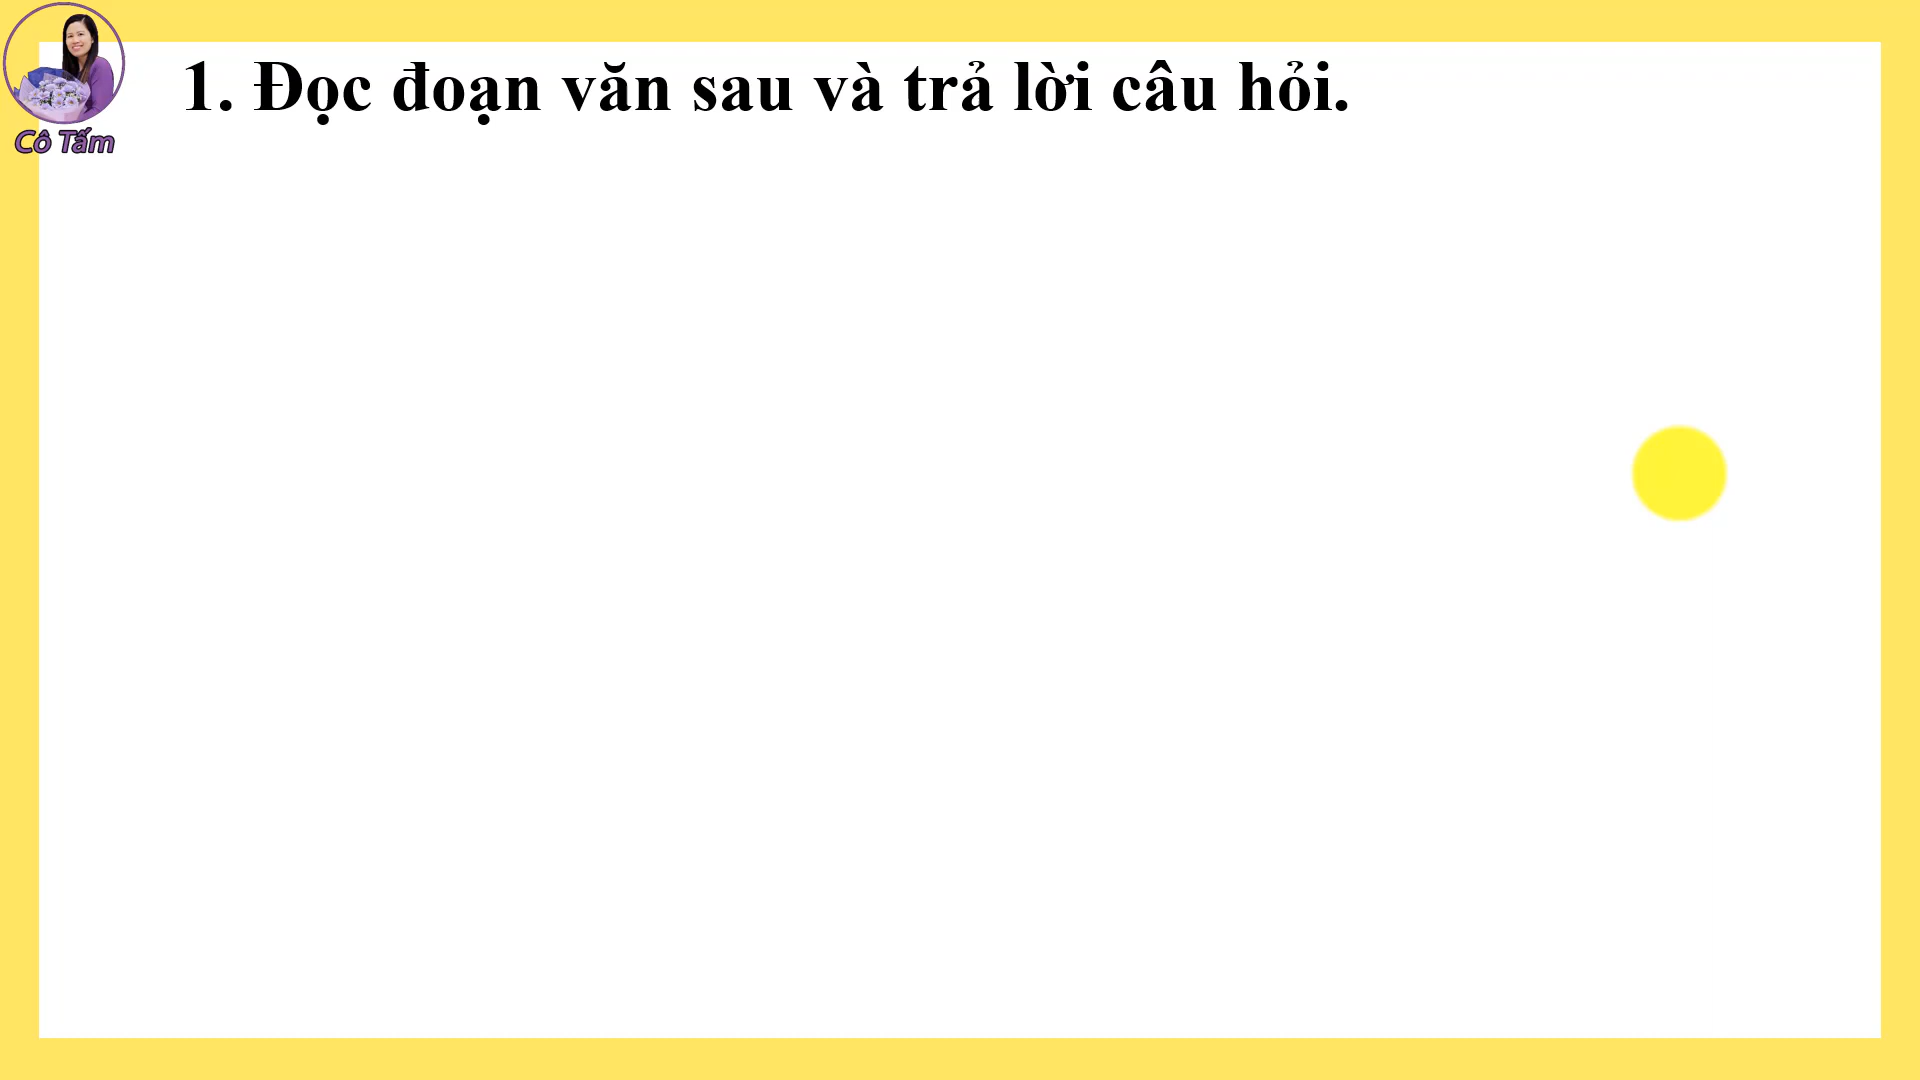 1. Đọc đoạn văn sau và trả lời câu hỏi.
Cô Tấm